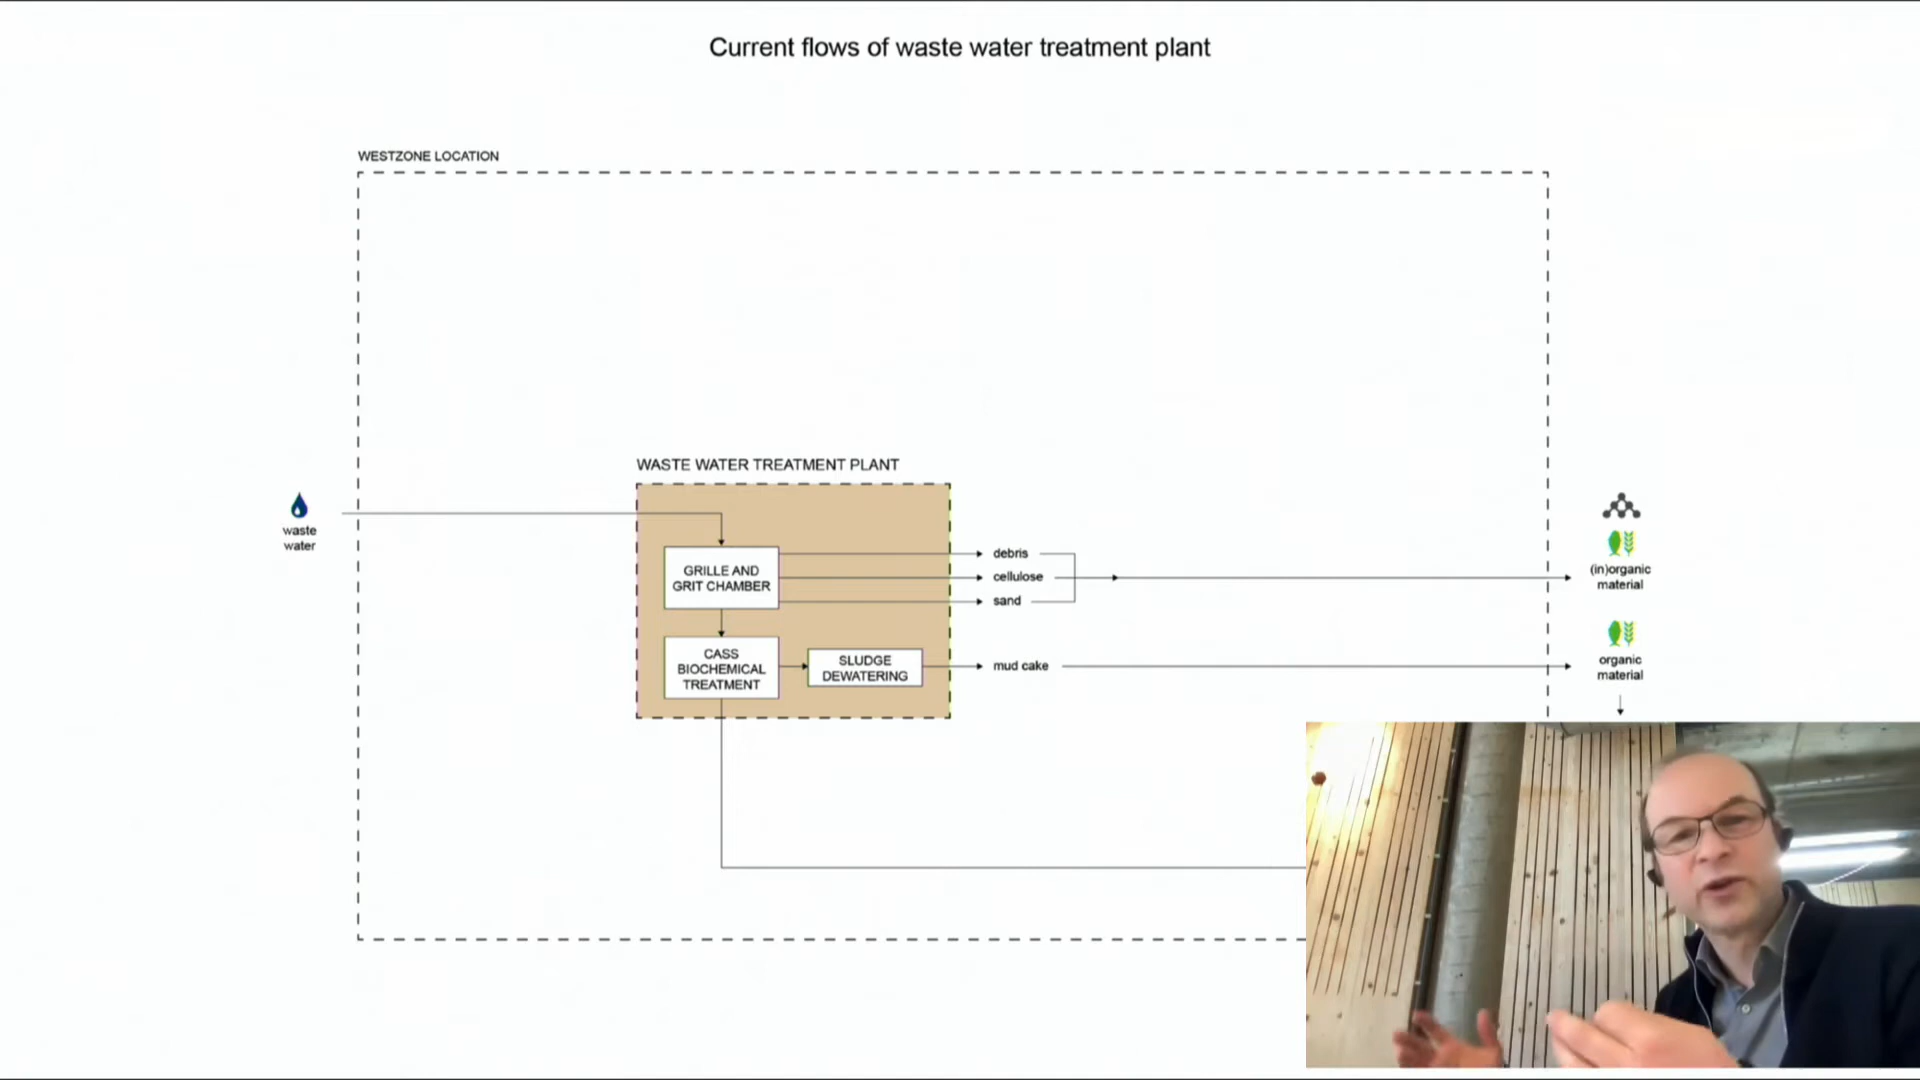 Current flows of waste water treatment plant
WESTZONE LOCATION
WASTE WATER TREATMENT PLANT
waste
water
GRILLE AND
GRIT CHAMBER
debris
cellulose
sand
(in)organic
material
CASS
BIOCHEMICAL
TREATMENT
SLUDGE
DEWATERING
mud cake
organic
material